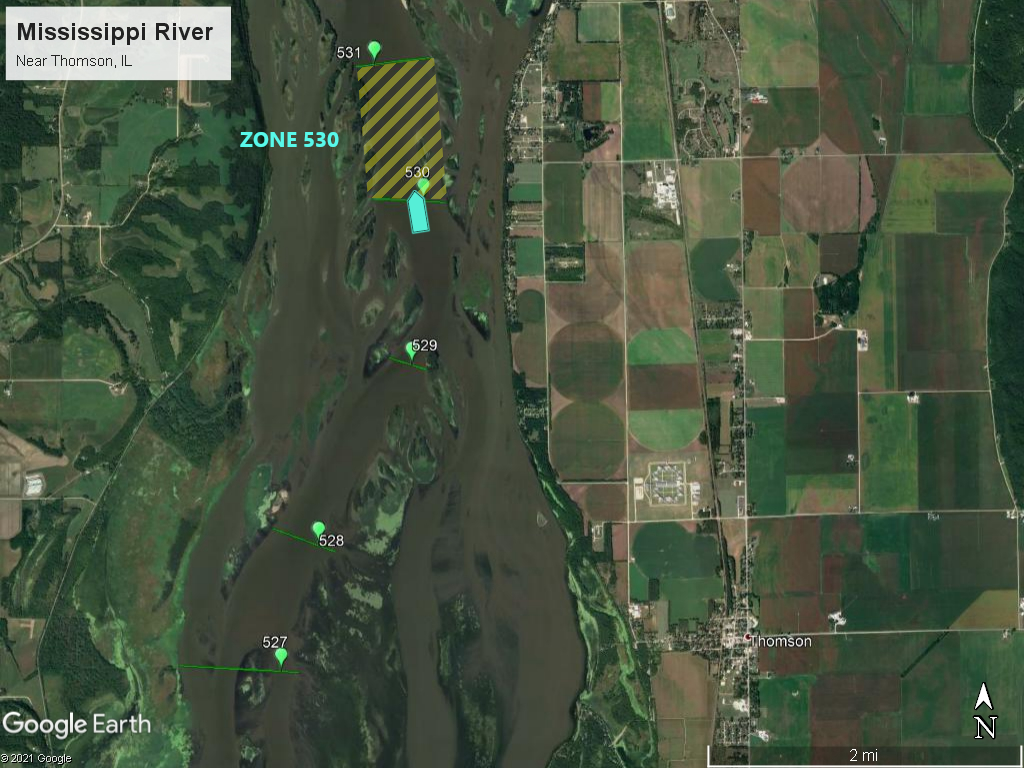 Mississippi River
Near Thomson, IL
531
ZONE 530
530
529
528
527
Thomson
Google Earth
N
2 mi
© 2021 Google